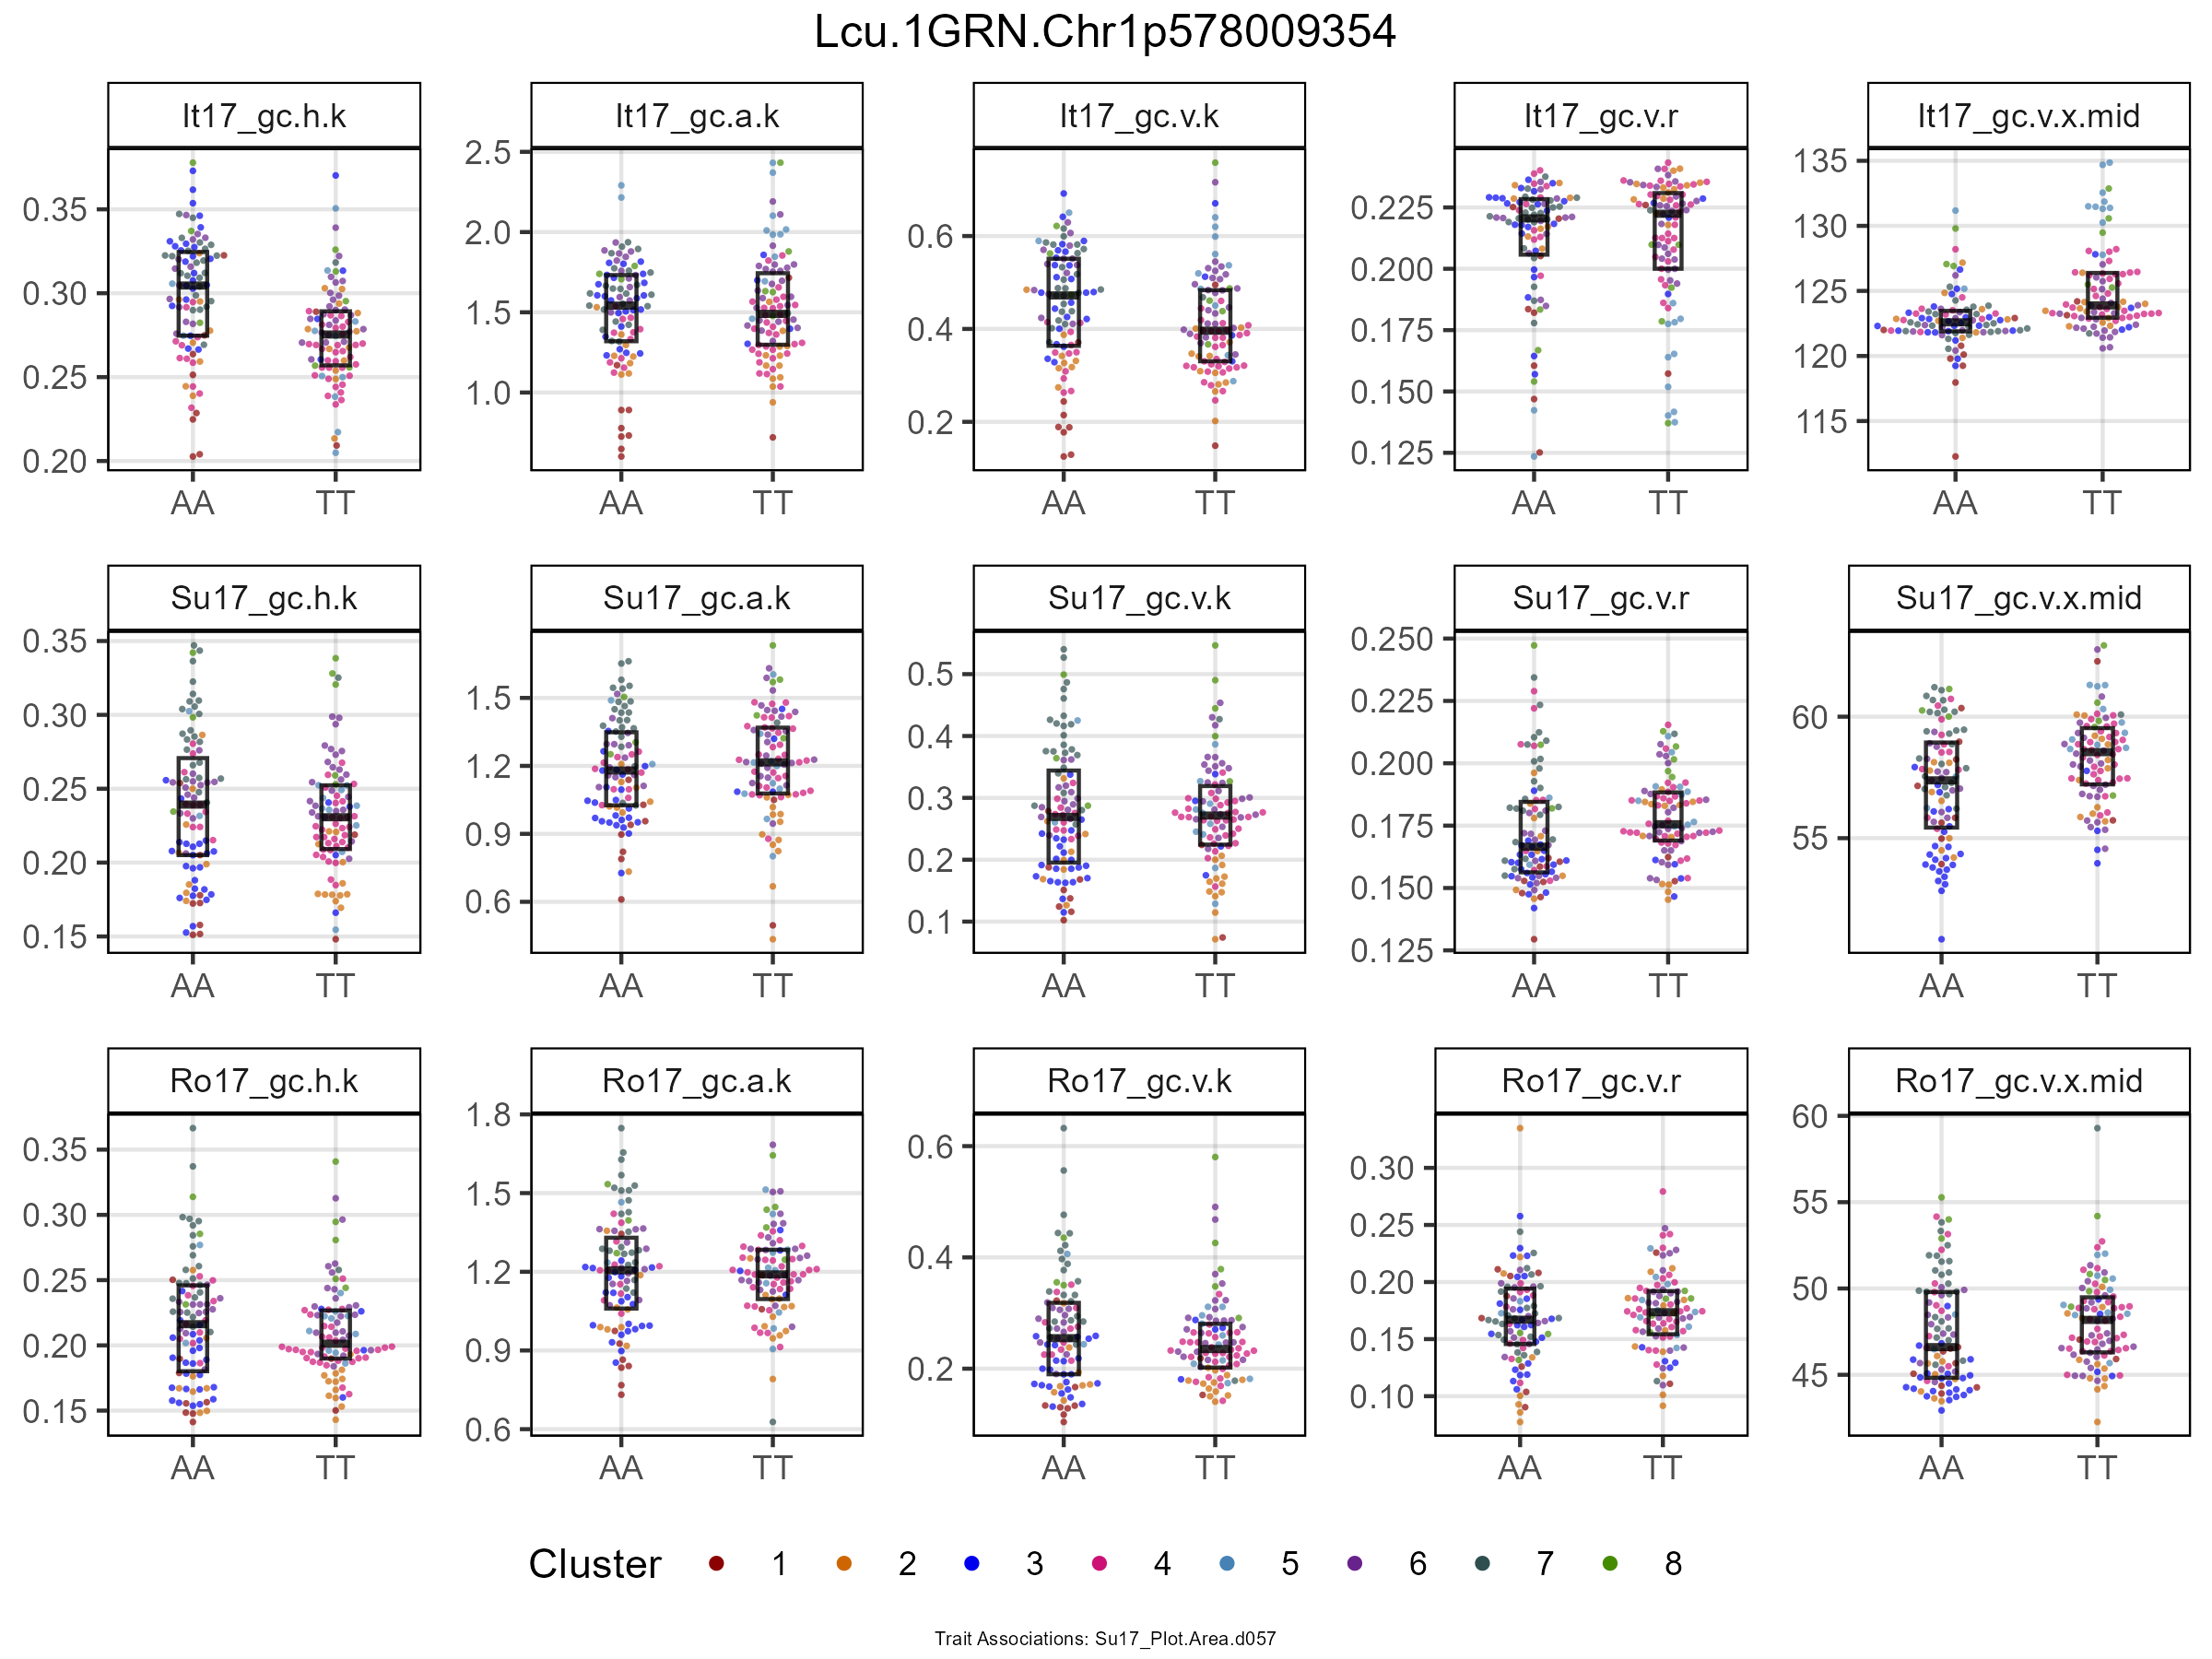 Lcu.1GRN.Chr1p578009354
It17_gc.h.k
It17_gc.a.k
It17_gc.v.k
It17_gc.v.r
It17_gc.v.x.mid
0.35
0.30
0.25
0.20
AA TT
2.5
2.0
1.5
1.0
AA TT
0.6
0.4
0.2
AA TT
0.225
0.200
0.175
0.150
0.125
AA TT
135
130
125
120
115
AA TT
Su17_gc.h.k
Su17_gc.a.k
Su17_gc.v.k
Su17_gc.v.r
Su17_gc.v.x.mid
0.35
0.30
0.25
0.20
0.15
AA TT
1.5
1.2
0.9
0.6
AA TT
0.5
0.4
0.3
0.2
0.1
AA TT
0.250
0.225
0.200
0.175
0.150
0.125
AA TT
60
55
AA TT
Ro17_gc.h.k
Ro17_gc.a.k
Ro17_gc.v.k
Ro17_gc.v.r
Ro17_gc.v.x.mid
0.35
0.30
0.25
0.20
0.15
AA TT
1.8
1.5
1.2
0.9
0.6
AA TT
0.6
0.4
0.2
AA TT
0.30
0.25
0.20
0.15
0.10
AA TT
60
55
50
45
AA TT
Cluster 1 2 3 4 5 6 7 8
Trait Associations: Su17_Plot.Area.d057